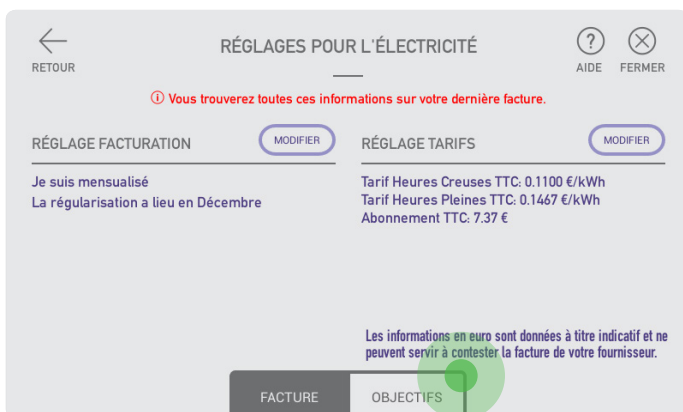 RÉGLAGES POUR L'ÉLECTRICITÉ
RETOUR
AIDE
FERMER
Vous trouverez toutes ces informations sur votre dernière facture.
RÉGLAGE FACTURATION
MODIFIER
Je suis mensualisé
La régularisation a lieu en Décembre
RÉGLAGE TARIFS
MODIFIER
Tarif Heures Creuses TTC: 0.1100 €/kWh
Tarif Heures Pleines TTC: 0.1467 €/kWh
Abonnement TTC: 7.37 €
Les informations en euro sont données à titre indicatif et ne
peuvent servir à contester la facture de votre fournisseur.
FACTURE
OBJECTIFS